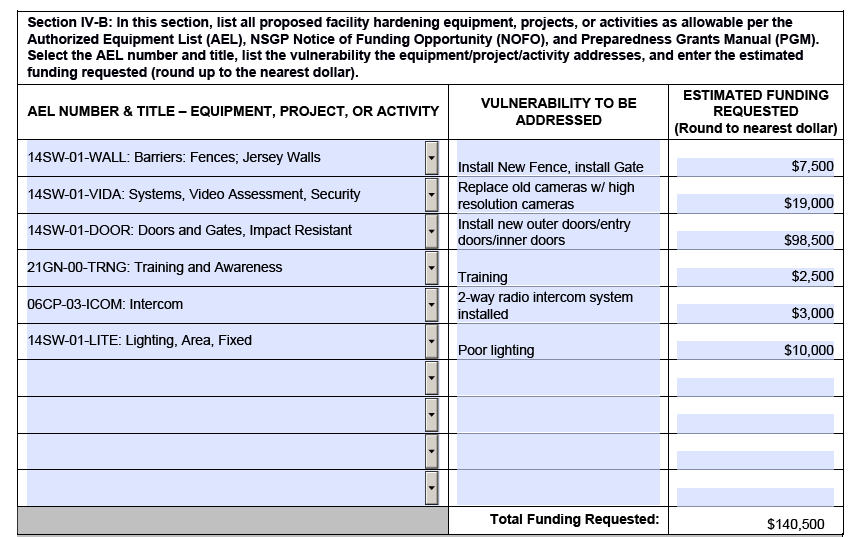 Section IV-B: In this section, list all proposed facility hardening equipment, projects, or activities as allowable per the
Authorized Equipment List (AEL), NSGP Notice of Funding Opportunity (NOFO), and Preparedness Grants Manual (PGM).
Select the AEL number and title, list the vulnerability the equipment/project/activity addresses, and enter the estimated
funding requested (round up to the nearest dollar).
AEL NUMBER & TITLE – EQUIPMENT, PROJECT, OR ACTIVITY
VULNERABILITY TO BE
ADDRESSED
ESTIMATED FUNDING
REQUESTED
(Round to nearest dollar)
14SW-01-WALL: Barriers: Fences; Jersey Walls
Install New Fence, install Gate
$7,500
14SW-01-VIDA: Systems, Video Assessment, Security
Replace old cameras w/ high
resolution cameras
$19,000
14SW-01-DOOR: Doors and Gates, Impact Resistant
Install new outer doors/entry
doors/inner doors
$98,500
21GN-00-TRNG: Training and Awareness
Training
$2,500
06CP-03-ICOM: Intercom
2-way radio intercom system
installed
$3,000
14SW-01-LITE: Lighting, Area, Fixed
Poor lighting
$10,000
Total Funding Requested:
$140,500